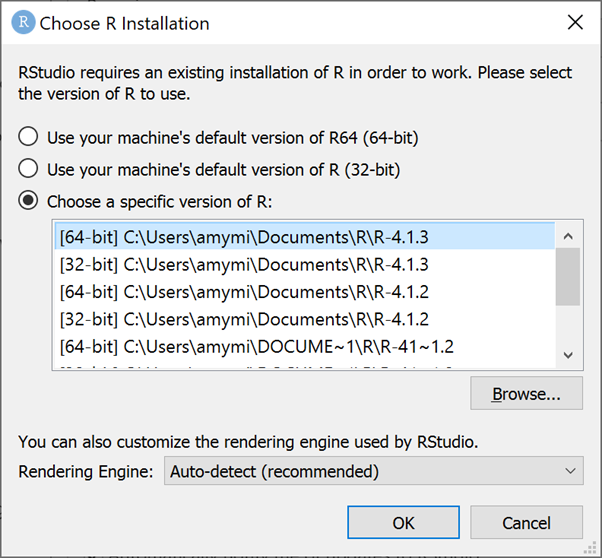 R Choose R Installation
RStudio requires an existing installation of R in order to work. Please select
the version of R to use.
Use your machine's default version of R64 (64-bit)
Use your machine's default version of R (32-bit)
Choose a specific version of R:
[64-bit] C:\Users\amymi\Documents\R\R-4.1.3
[32-bit] C:\Users\amymi\Documents\R\R-4.1.3
[64-bit] C:\Users\amymi\Documents\R\R-4.1.2
[32-bit] C:\Users\amymi\Documents\R\R-4.1.2
[64-bit] C:\Users\amymi\DOCUME~1\R\R-41~1.2
Browse...
You can also customize the rendering engine used by RStudio.
Rendering Engine: Auto-detect (recommended)
OK Cancel